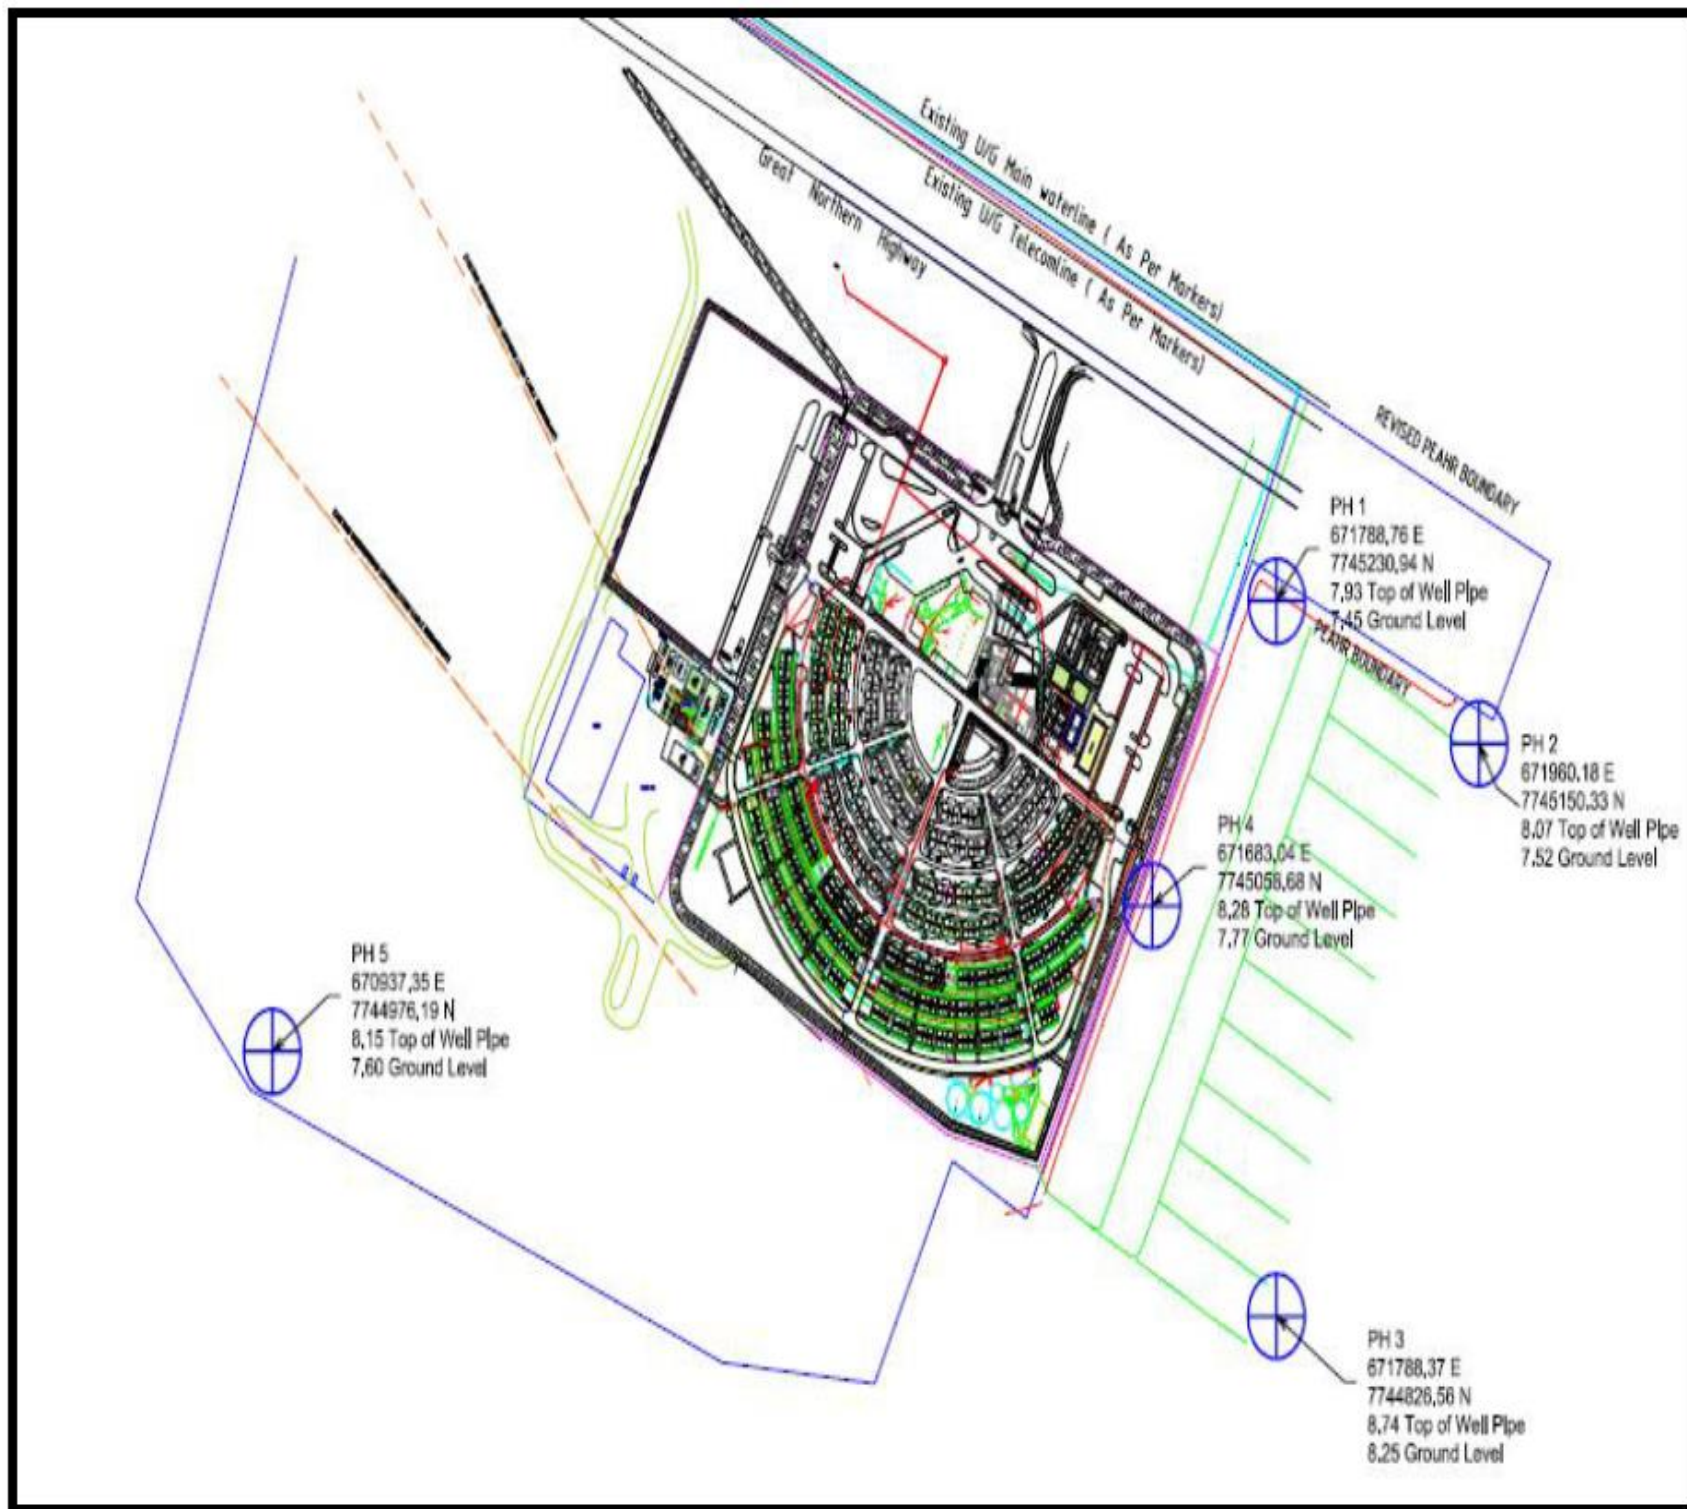 Existing U/G Main waterline ( As Per Markers)
Existing U/G Telecomline ( As Per Markers)
Great Northern Highway
REVISED PEAHR BOUNDARY
PH 1
671788,76 E
7745230,94 N
7,93 Top of Well Pipe
7,45 Ground Level
PEAHR BOUNDARY
PH 2
671960.18 E
7745150.33 N
8.07 Top of Well Pipe
7.52 Ground Level
PH 4
671683,04 E
7745058,68 N
8,28 Top of Well Pipe
7,77 Ground Level
PH 5
670937,35 E
7744976,19 N
8,15 Top of Well Pipe
7,60 Ground Level
PH 3
671788,37 E
7744826,56 N
8,74 Top of Well Pipe
8.25 Ground Level